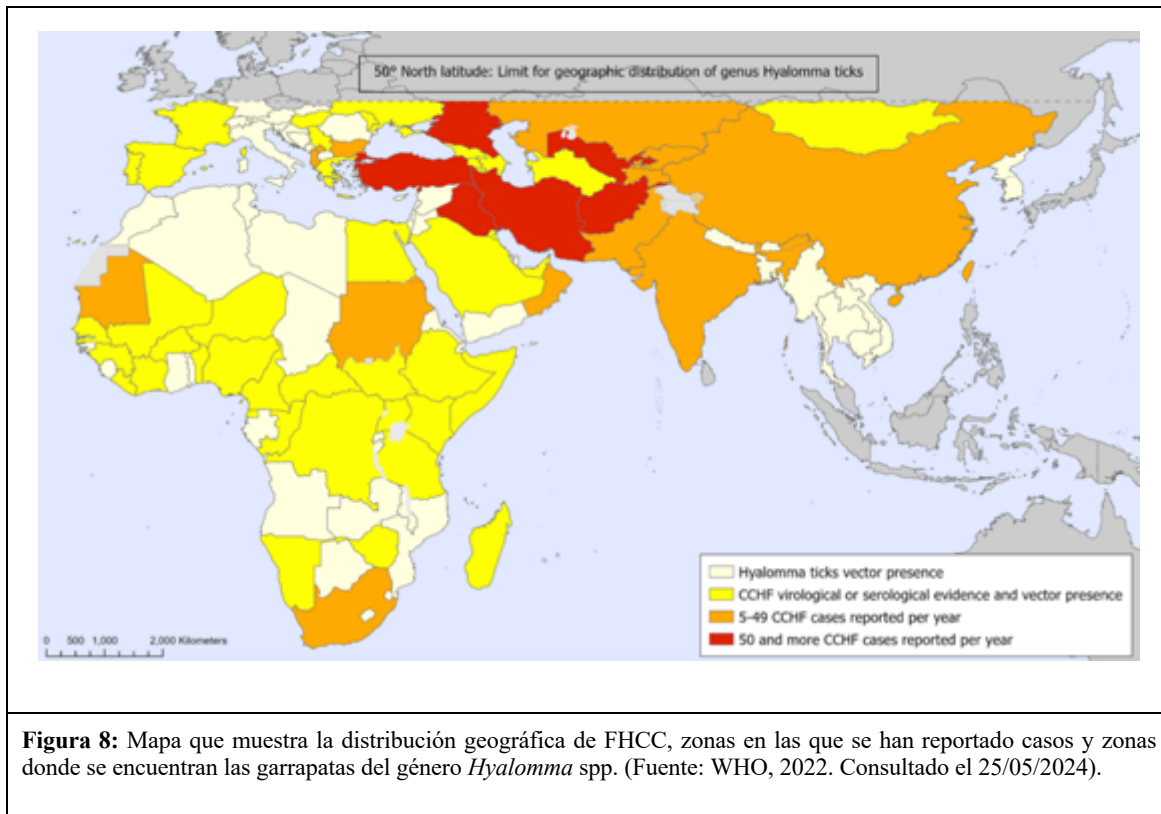 50° North latitude: Limit for geographic distribution of genus Hyalomma ticks
Hyalomma ticks vector presence
CCHF virological or serological evidence and vector presence
5-49 CCHF cases reported per year
50 and more CCHF cases reported per year
0 500 1,000 2,000 Kilometers
Figura 8: Mapa que muestra la distribución geográfica de FHCC, zonas en las que se han reportado casos y zonas
donde se encuentran las garrapatas del género Hyalomma spp. (Fuente: WHO, 2022. Consultado el 25/05/2024).